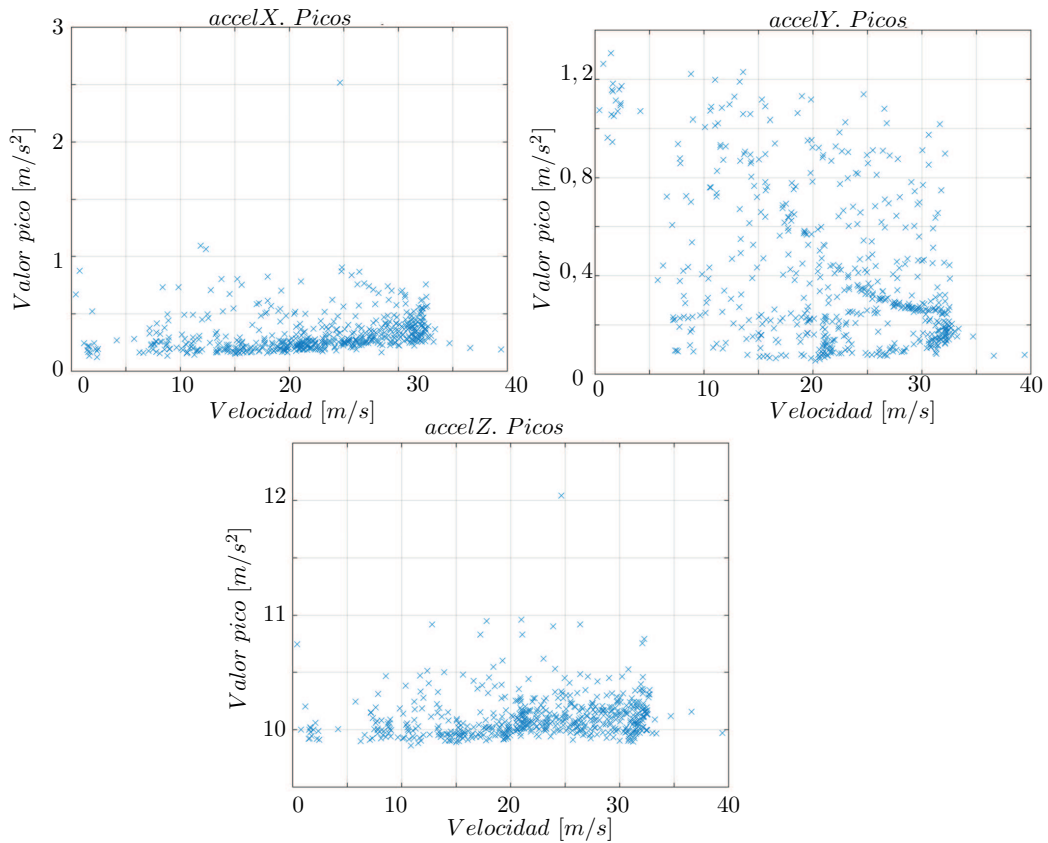 accelX. Picos
Valor pico [m/s²]
3
2
1
0
0 10 20 30 40
Velocidad [m/s]
accelY. Picos
Valor pico [m/s²]
1,2
0,8
0,4
0
0 10 20 30 40
Velocidad [m/s]
accelZ. Picos
Valor pico [m/s²]
12
11
10
0 10 20 30 40
Velocidad [m/s]